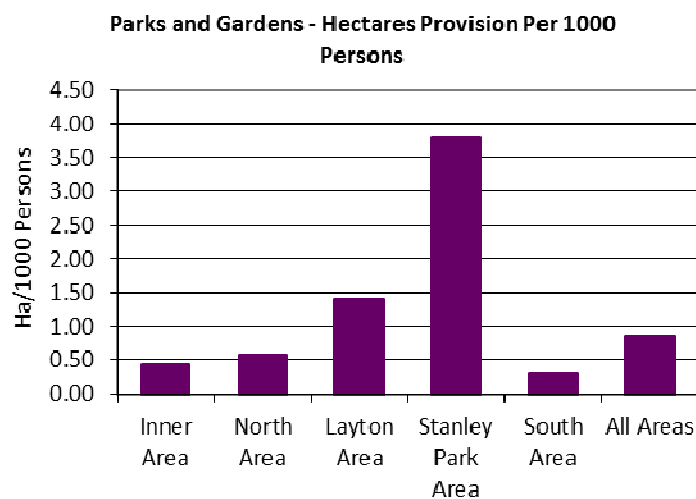 Parks and Gardens - Hectares Provision Per 1000
Persons
Ha/1000 Persons
4.50
4.00
3.50
3.00
2.50
2.00
1.50
1.00
0.50
0.00
Inner
Area
North
Area
Layton
Area
Stanley
Park
Area
South
Area
All Areas